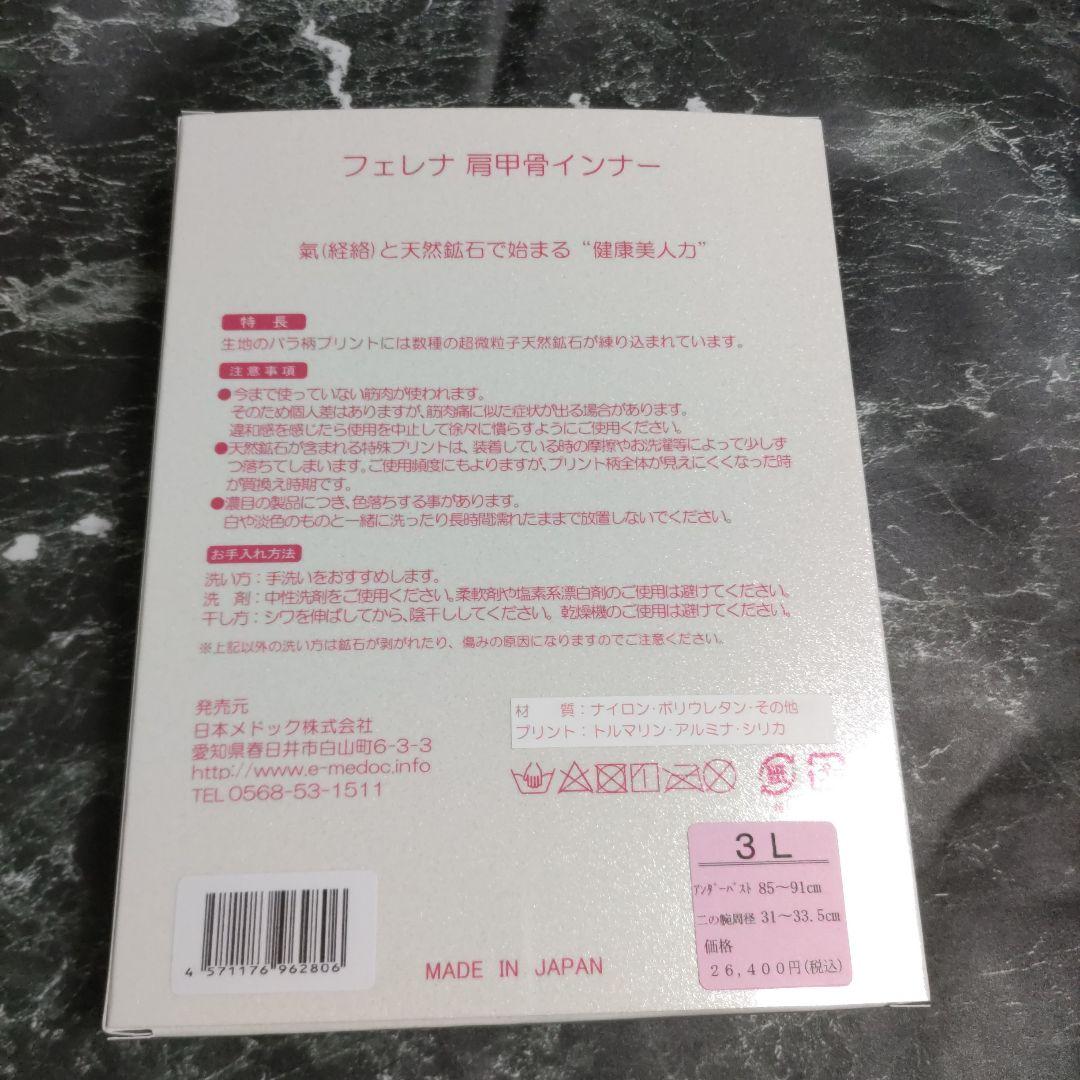 フェレナ 肩甲骨インナー
氣(経絡)と天然鉱石で始まる “健康美人力”
特 長
生地のバラ柄プリントには数種の超微粒子天然鉱石が練り込まれています。
注意事項
●今まで使っていない筋肉が使われます。
そのため個人差はありますが、筋肉痛に似た症状が出る場合があります。
違和感を感じたら使用を中止して徐々に慣らすようにご使用ください。
●天然鉱石が含まれる特殊プリントは、装着している時の摩擦やお洗濯等によって少しず
つ落ちてしまいます。ご使用頻度にもよりますが、プリント柄全体が見えにくくなった時
が買換え時期です。
●濃目の製品につき、色落ちする事があります。
白や淡色のものと一緒に洗ったり長時間濡れたままで放置しないでください。
お手入れ方法
洗い方：手洗いをおすすめします。
洗 剤：中性洗剤をご使用ください。柔軟剤や塩素系漂白剤のご使用は避けてください。
干し方：シワを伸ばしてから、陰干ししてください。乾燥機のご使用は避けてください。
※上記以外の洗い方は鉱石が剥がれたり、傷みの原因になりますのでご注意ください。
発売元
日本メドック株式会社
愛知県春日井市白山町6-3-3
http://www.e-medoc.info
TEL 0568-53-1511
材 質：ナイロン・ポリウレタン・その他
プリント：トルマリン・アルミナ・シリカ
紙
3L
アンダーバスト 85～91cm
二の腕周径 31～33.5cm
価格
26,400円(税込)
4 571176 962806
MADE IN JAPAN